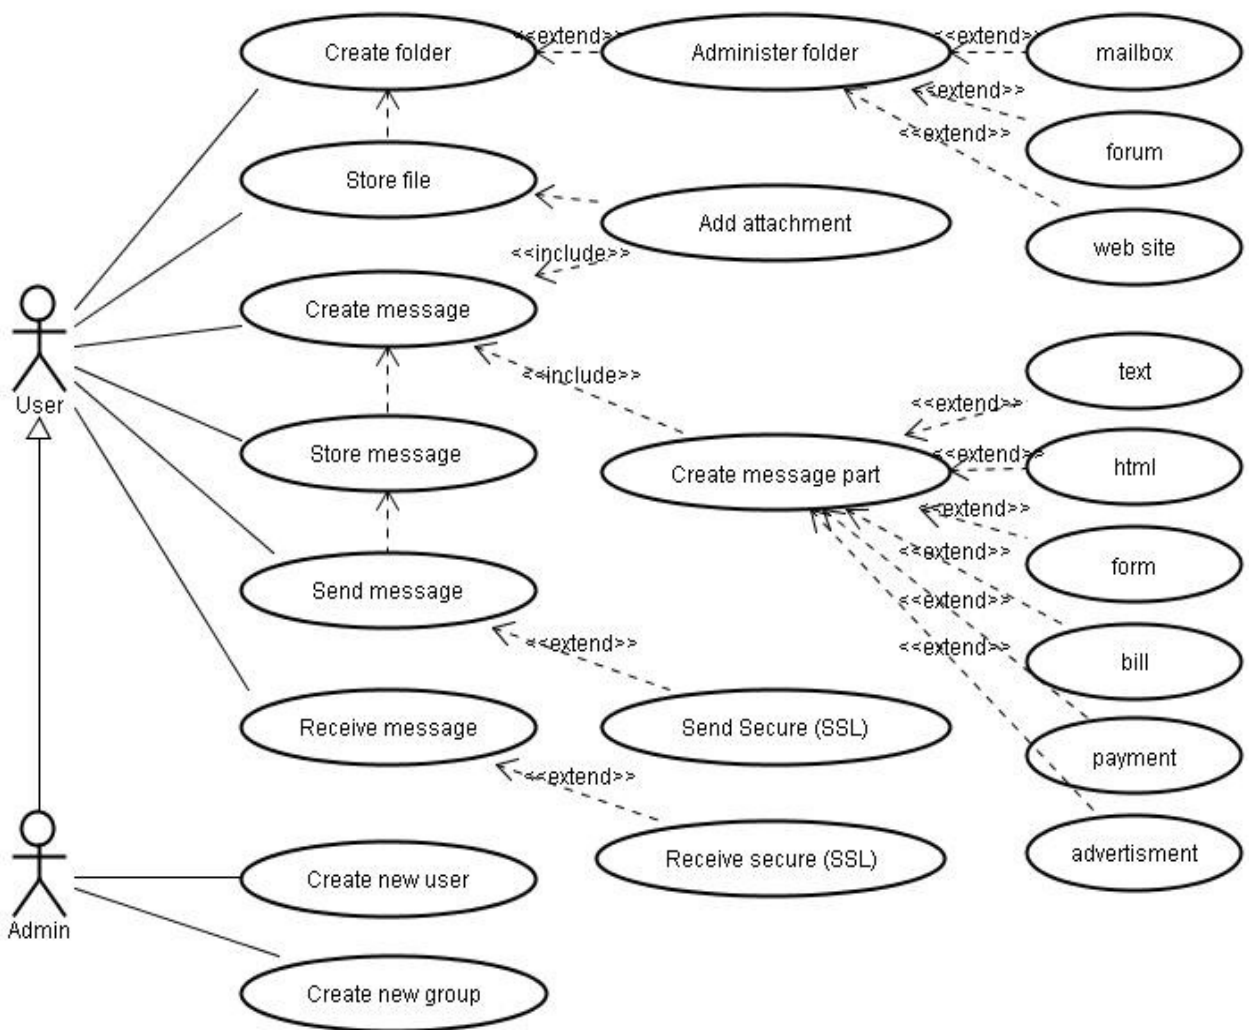 Create folder
<<extend>>
Administer folder
<<extend>>
mailbox
<<extend>>
<<extend>>
forum
Store file
Add attachment
web site
<<include>>
Create message
User
<<include>>
text
<<extend>>
Store message
Create message part
<<extend>>
html
<<extend>>
form
<<extend>>
Send message
<<extend>>
<<extend>>
<<extend>>
bill
Receive message
Send Secure (SSL)
payment
<<extend>>
Receive secure (SSL)
advertisment
Create new user
Admin
Create new group